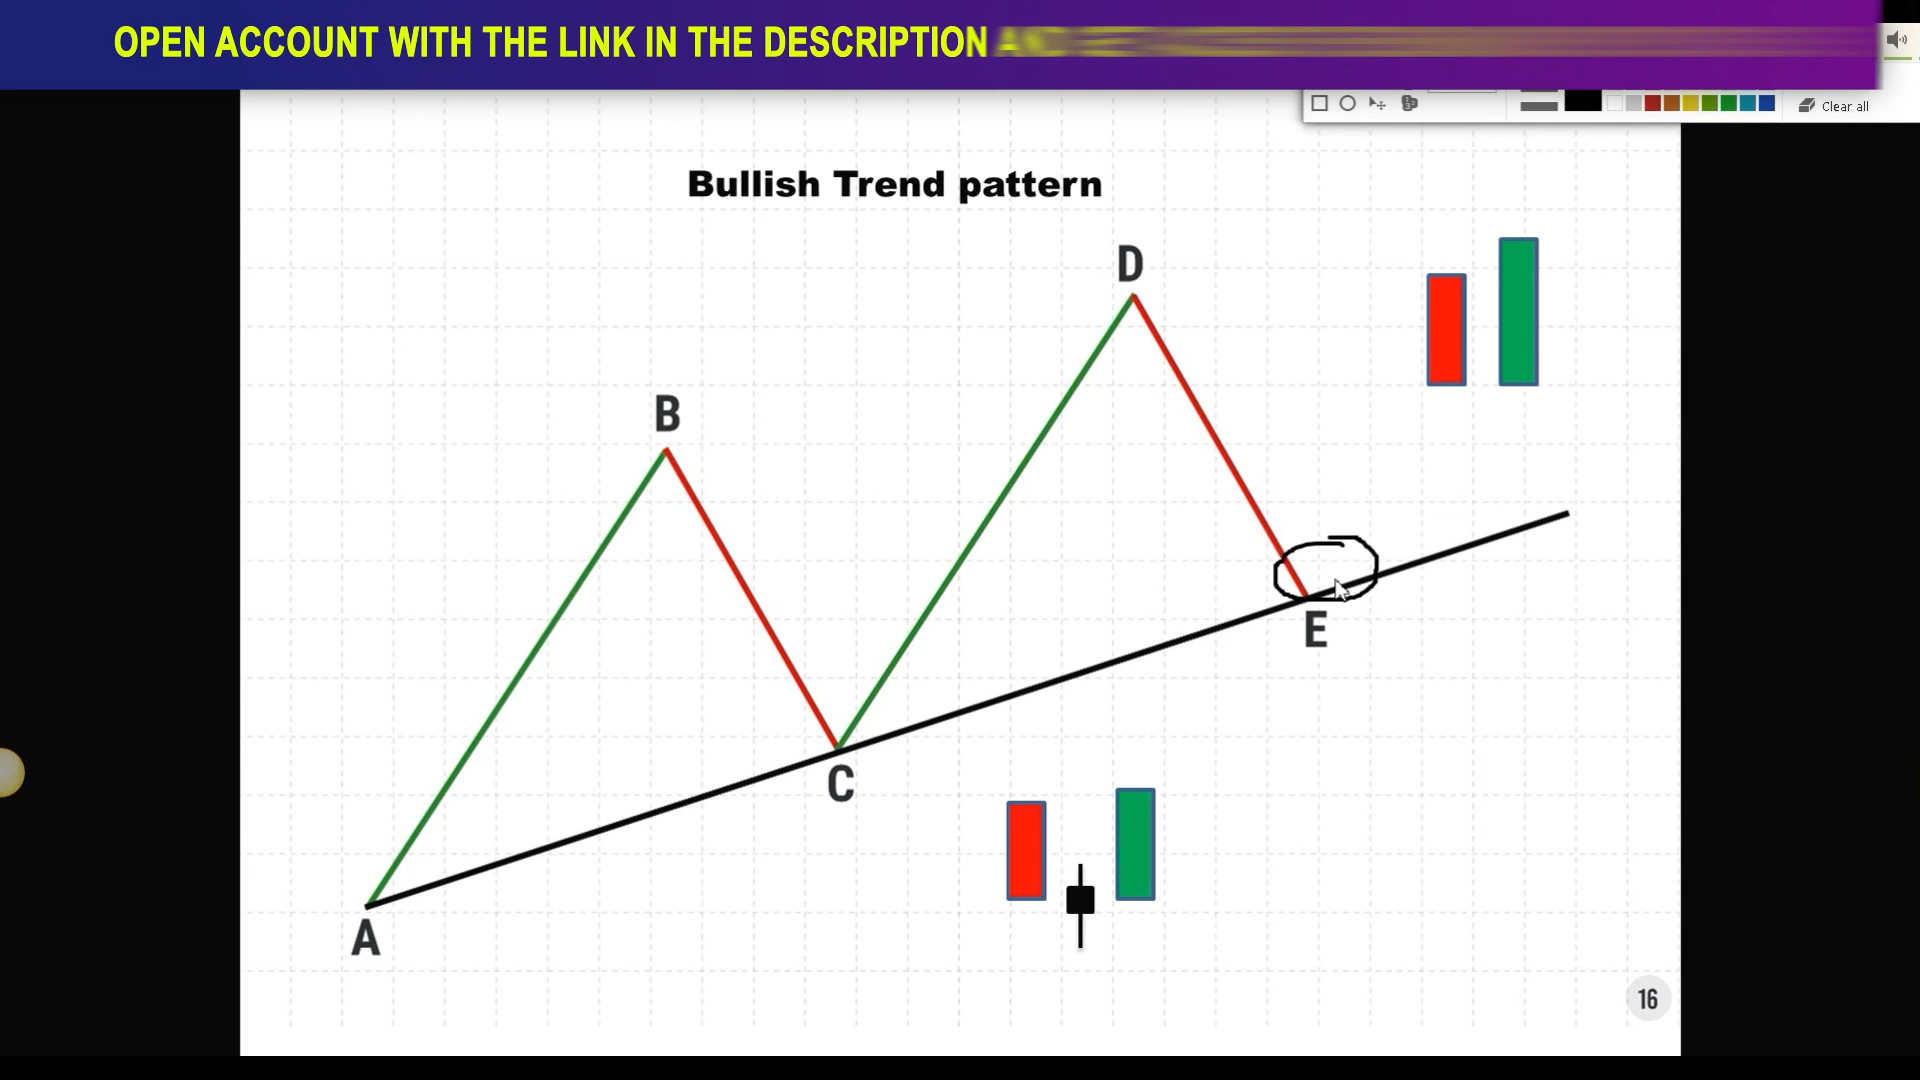 OPEN ACCOUNT WITH THE LINK IN THE DESCRIPTION
Clear all
Bullish Trend pattern
D
B
E
C
A
16